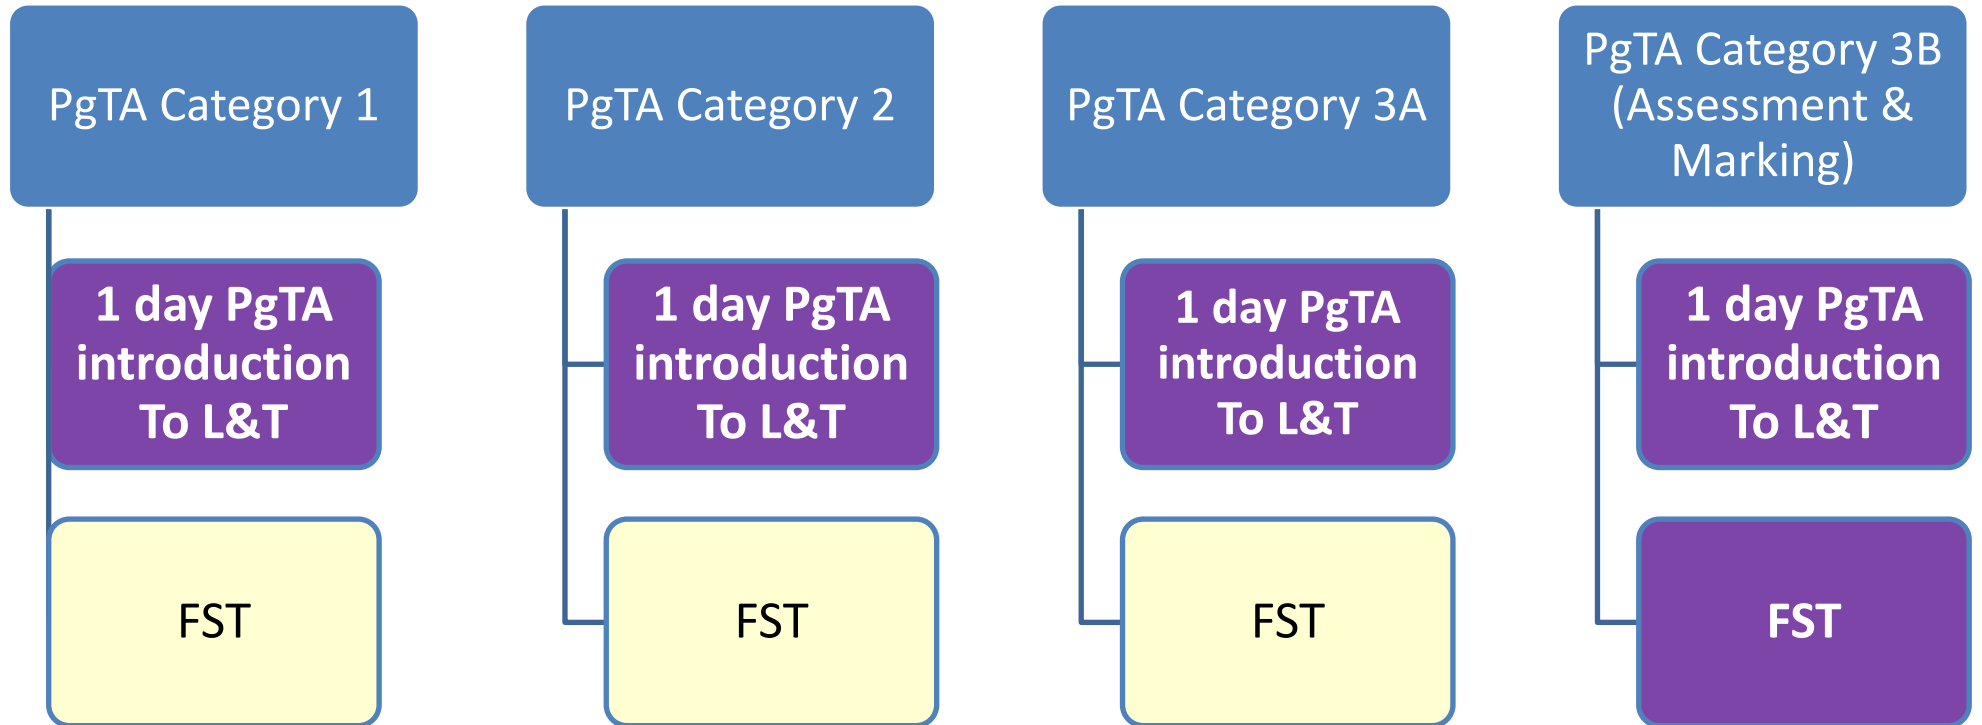 PgTA Category 1
1 day PgTA
introduction
To L&T
FST
PgTA Category 2
1 day PgTA
introduction
To L&T
FST
PgTA Category 3A
1 day PgTA
introduction
To L&T
FST
PgTA Category 3B
(Assessment &
Marking)
1 day PgTA
introduction
To L&T
FST